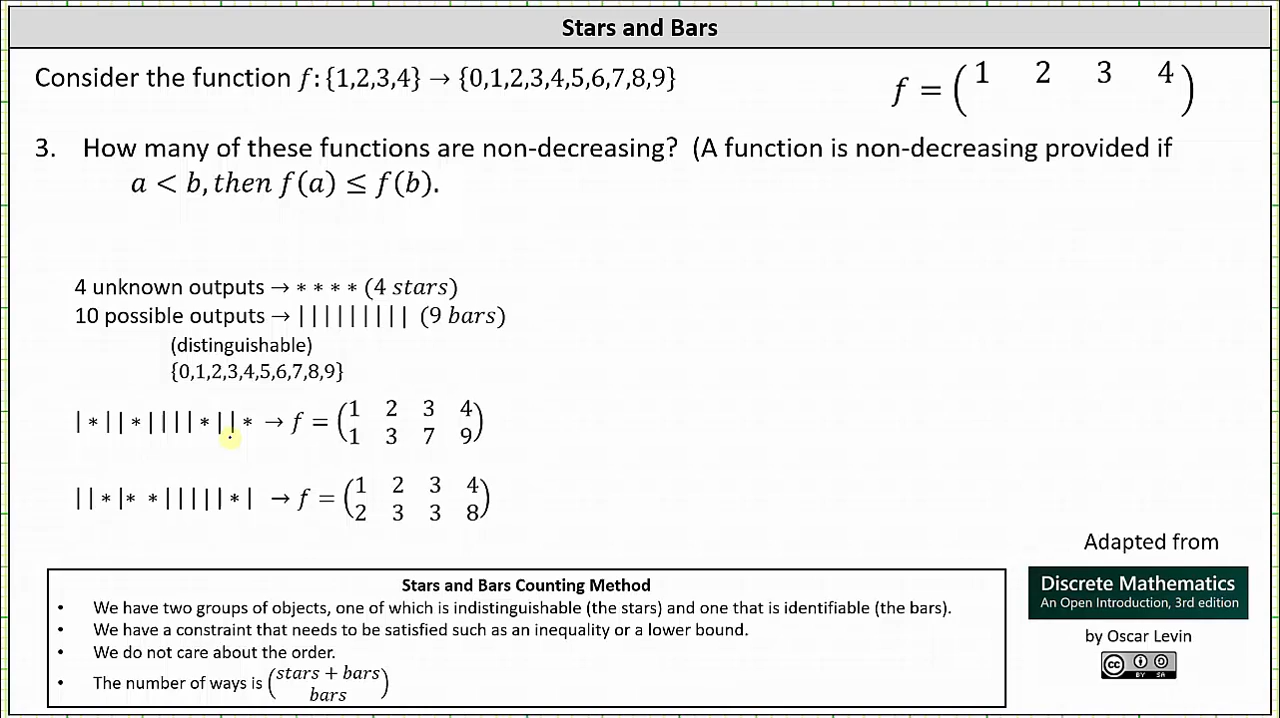 Stars and Bars
Consider the function f: {1,2,3,4} → {0,1,2,3,4,5,6,7,8,9}
f = (1 2 3 4)
3. How many of these functions are non-decreasing? (A function is non-decreasing provided if
a < b, then f(a) ≤ f(b).
4 unknown outputs → ∗ ∗ ∗ ∗ (4 stars)
10 possible outputs → | | | | | | | | | (9 bars)
(distinguishable)
{0,1,2,3,4,5,6,7,8,9}
| ∗ | | ∗ | | | | ∗ | | ∗ → f = (1 2 3 4
1 3 7 9)
| | ∗ | ∗ ∗ | | | | | ∗ | → f = (1 2 3 4
2 3 3 8)
Adapted from
Discrete Mathematics
An Open Introduction, 3rd edition
by Oscar Levin
CC BY SA
Stars and Bars Counting Method
• We have two groups of objects, one of which is indistinguishable (the stars) and one that is identifiable (the bars).
• We have a constraint that needs to be satisfied such as an inequality or a lower bound.
• We do not care about the order.
• The number of ways is (stars + bars
bars)